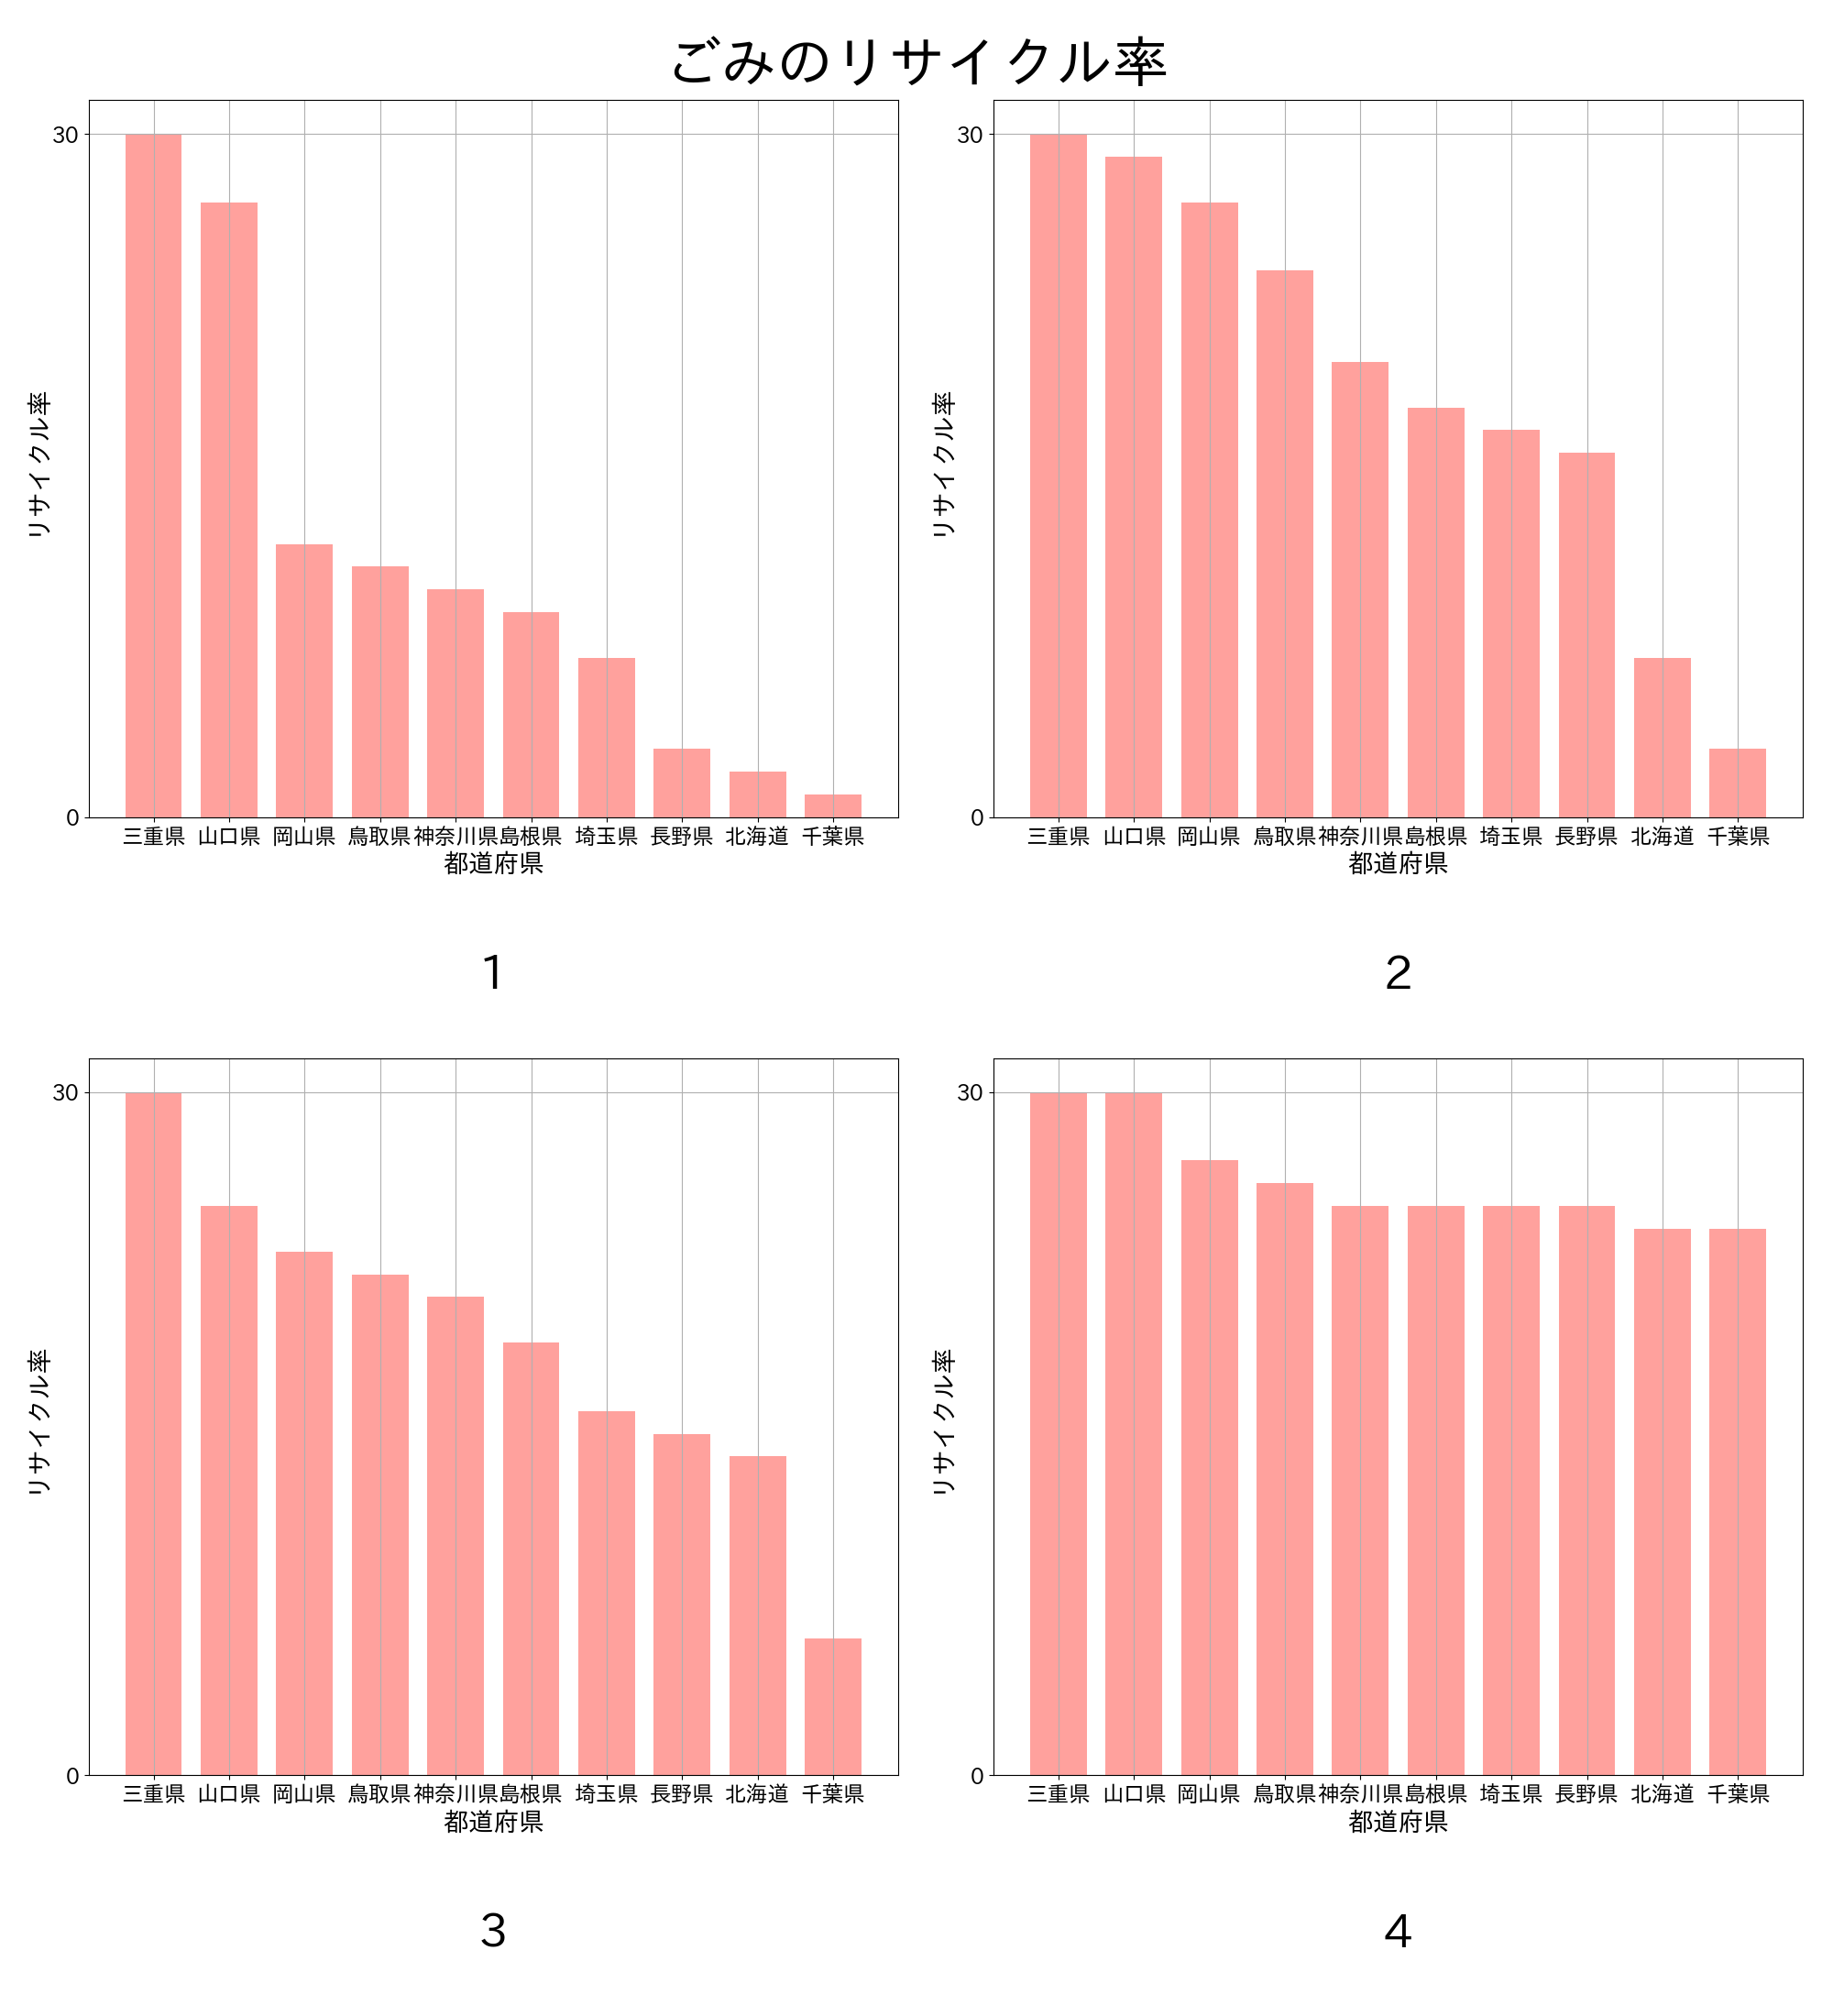 ごみのリサイクル率
30
0
リサイクル率
三重県 山口県 岡山県 鳥取県 神奈川県 島根県 埼玉県 長野県 北海道 千葉県
都道府県
1
30
0
リサイクル率
三重県 山口県 岡山県 鳥取県 神奈川県 島根県 埼玉県 長野県 北海道 千葉県
都道府県
2
30
0
リサイクル率
三重県 山口県 岡山県 鳥取県 神奈川県 島根県 埼玉県 長野県 北海道 千葉県
都道府県
3
30
0
リサイクル率
三重県 山口県 岡山県 鳥取県 神奈川県 島根県 埼玉県 長野県 北海道 千葉県
都道府県
4